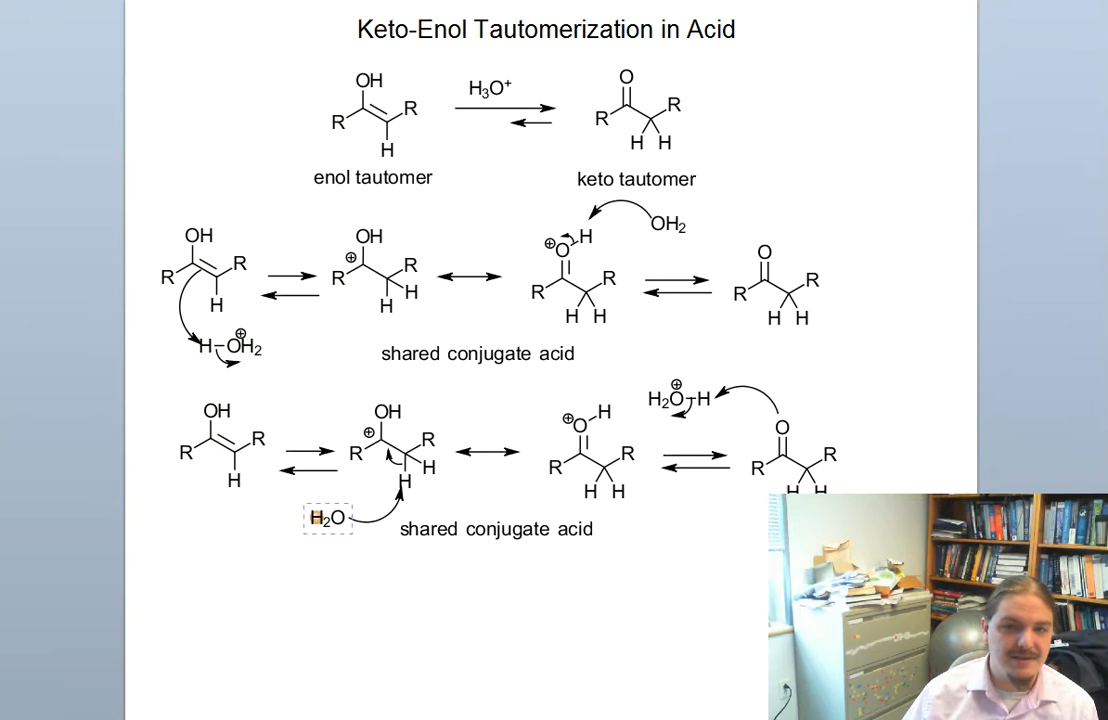 Keto-Enol Tautomerization in Acid
OH
R
R
H
H₃O⁺
O
R
R
H H
enol tautomer
keto tautomer
OH
R
R
H
H–OH₂
⊕
OH
⊕
R
R
H
H
⊕
O
H
R
R
H H
OH₂
O
R
R
H H
shared conjugate acid
OH
R
R
H
OH
⊕
R
R
H
H
H₂O
⊕
O
H
R
R
H H
⊕
H₂O–H
O
R
R
H H
shared conjugate acid